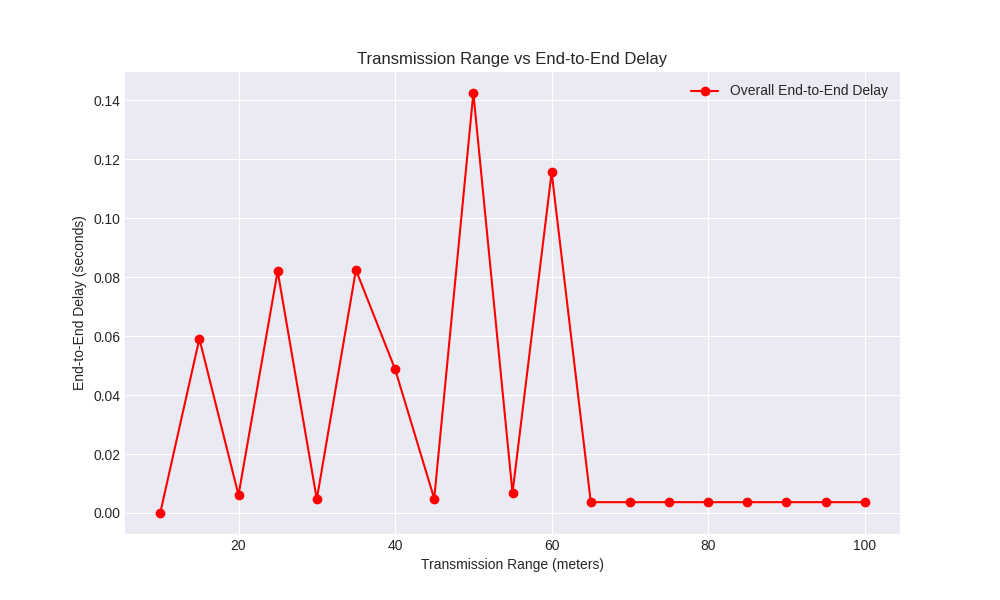 Transmission Range vs End-to-End Delay
Overall End-to-End Delay
End-to-End Delay (seconds)
0.14
0.12
0.10
0.08
0.06
0.04
0.02
0.00
20 40 60 80 100
Transmission Range (meters)